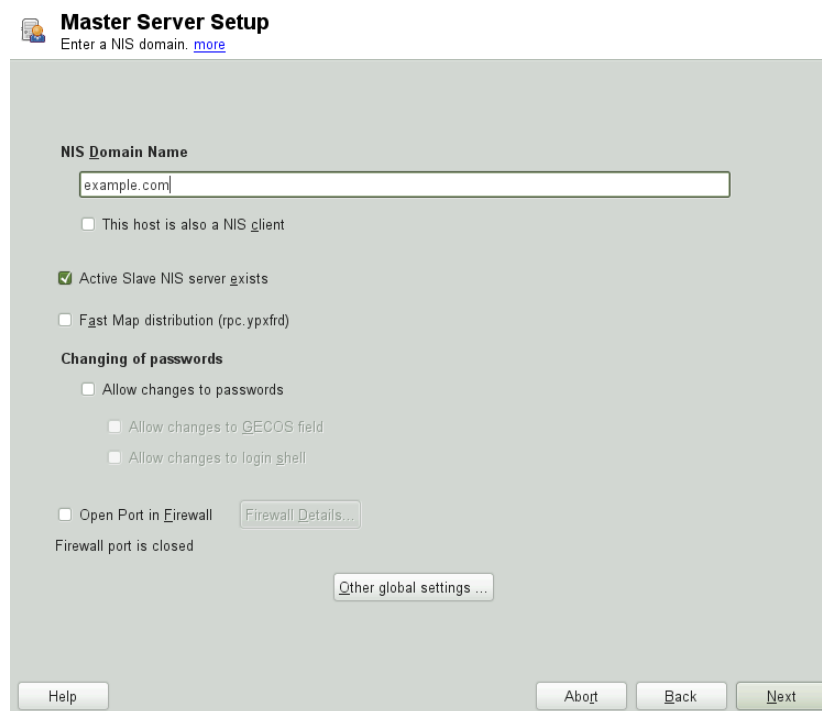 Master Server Setup
Enter a NIS domain. more
NIS Domain Name
example.com
This host is also a NIS client
Active Slave NIS server exists
Fast Map distribution (rpc.ypxfrd)
Changing of passwords
Allow changes to passwords
Allow changes to GECOS field
Allow changes to login shell
Open Port in Firewall Firewall Details...
Firewall port is closed
Other global settings ...
Help Abort Back Next